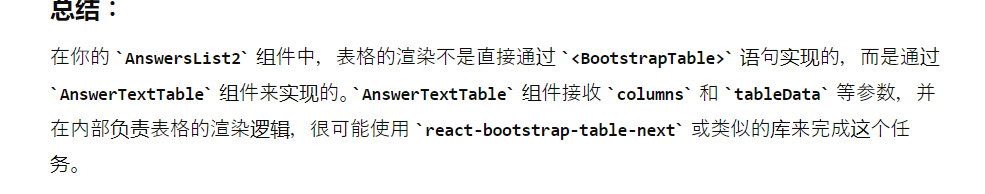 总结：
在你的 `AnswersList2` 组件中，表格的渲染不是直接通过 `<BootstrapTable>` 语句实现的，而是通过
`AnswerTextTable` 组件来实现的。`AnswerTextTable` 组件接收 `columns` 和 `tableData` 等参数，并
在内部负责表格的渲染逻辑，很可能使用 `react-bootstrap-table-next` 或类似的库来完成这个任
务。